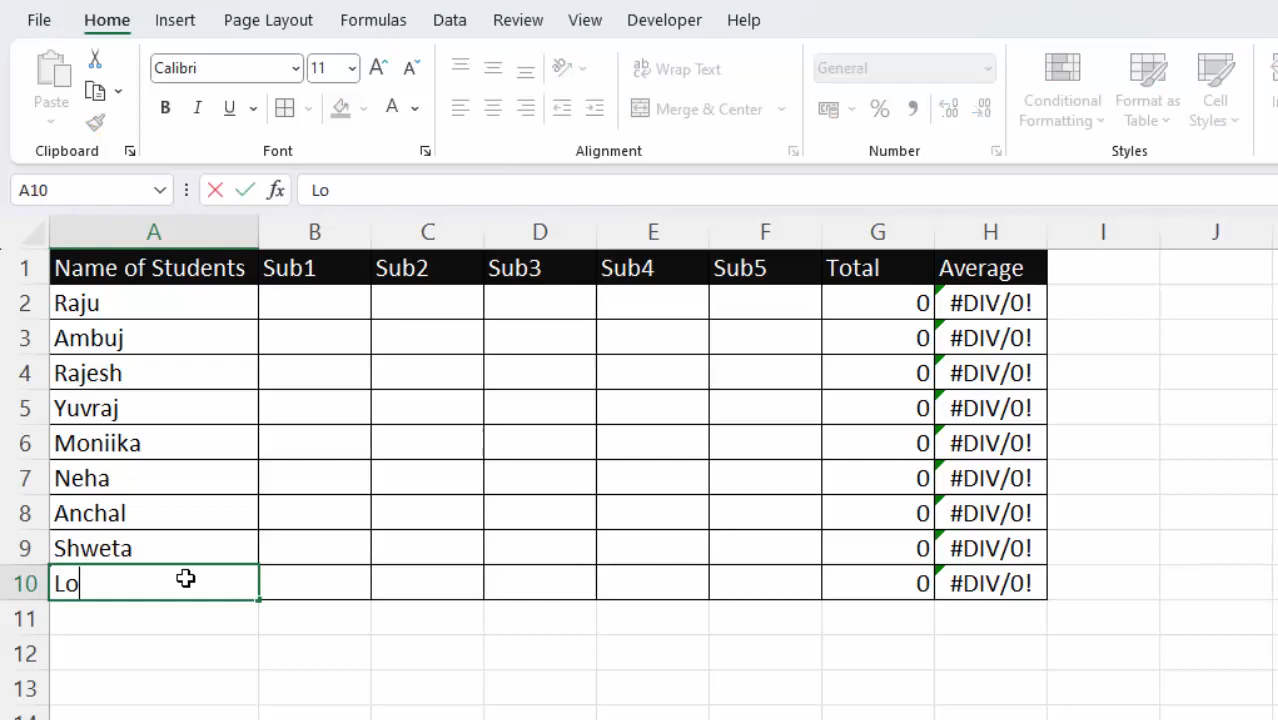 File Home Insert Page Layout Formulas Data Review View Developer Help
Calibri 11 Wrap Text General
Paste Merge & Center Conditional Formatting Format as Table Cell Styles
Clipboard Font Alignment Number Styles
A10 fx Lo
A B C D E F G H I J
1 Name of Students Sub1 Sub2 Sub3 Sub4 Sub5 Total Average
2 Raju 0 #DIV/0!
3 Ambuj 0 #DIV/0!
4 Rajesh 0 #DIV/0!
5 Yuvraj 0 #DIV/0!
6 Moniika 0 #DIV/0!
7 Neha 0 #DIV/0!
8 Anchal 0 #DIV/0!
9 Shweta 0 #DIV/0!
10 Lo 0 #DIV/0!
11
12
13